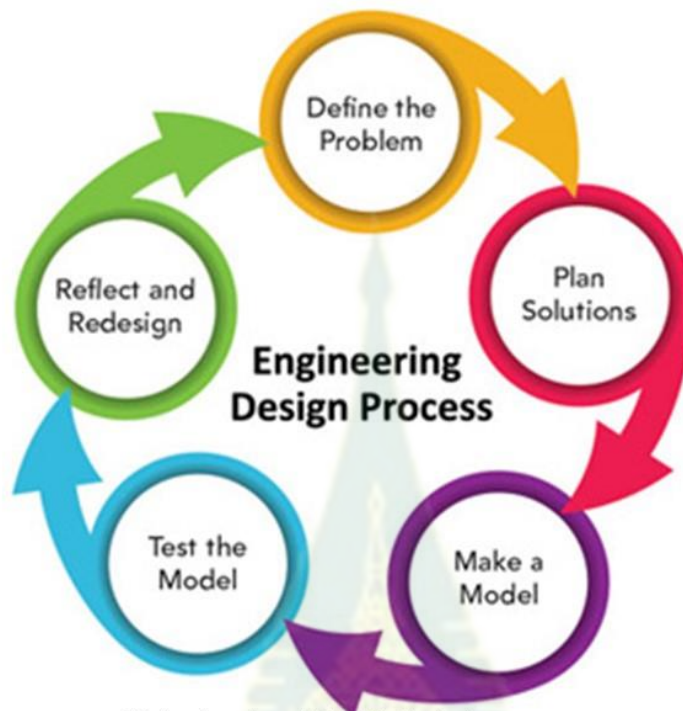 Define the
Problem
Plan
Solutions
Make a
Model
Test the
Model
Reflect and
Redesign
Engineering
Design Process